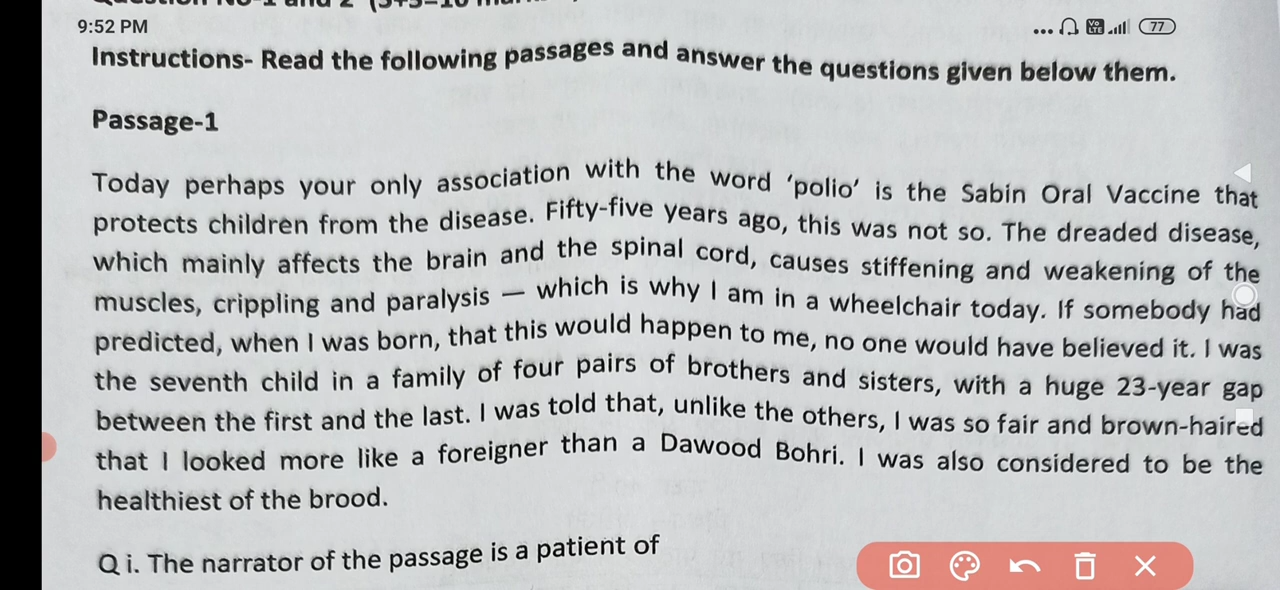 9:52 PM
77
Instructions- Read the following passages and answer the questions given below them.
Passage-1
Today perhaps your only association with the word ‘polio’ is the Sabin Oral Vaccine that
protects children from the disease. Fifty-five years ago, this was not so. The dreaded disease,
which mainly affects the brain and the spinal cord, causes stiffening and weakening of the
muscles, crippling and paralysis — which is why I am in a wheelchair today. If somebody had
predicted, when I was born, that this would happen to me, no one would have believed it. I was
the seventh child in a family of four pairs of brothers and sisters, with a huge 23-year gap
between the first and the last. I was told that, unlike the others, I was so fair and brown-haired
that I looked more like a foreigner than a Dawood Bohri. I was also considered to be the
healthiest of the brood.
Q i. The narrator of the passage is a patient of